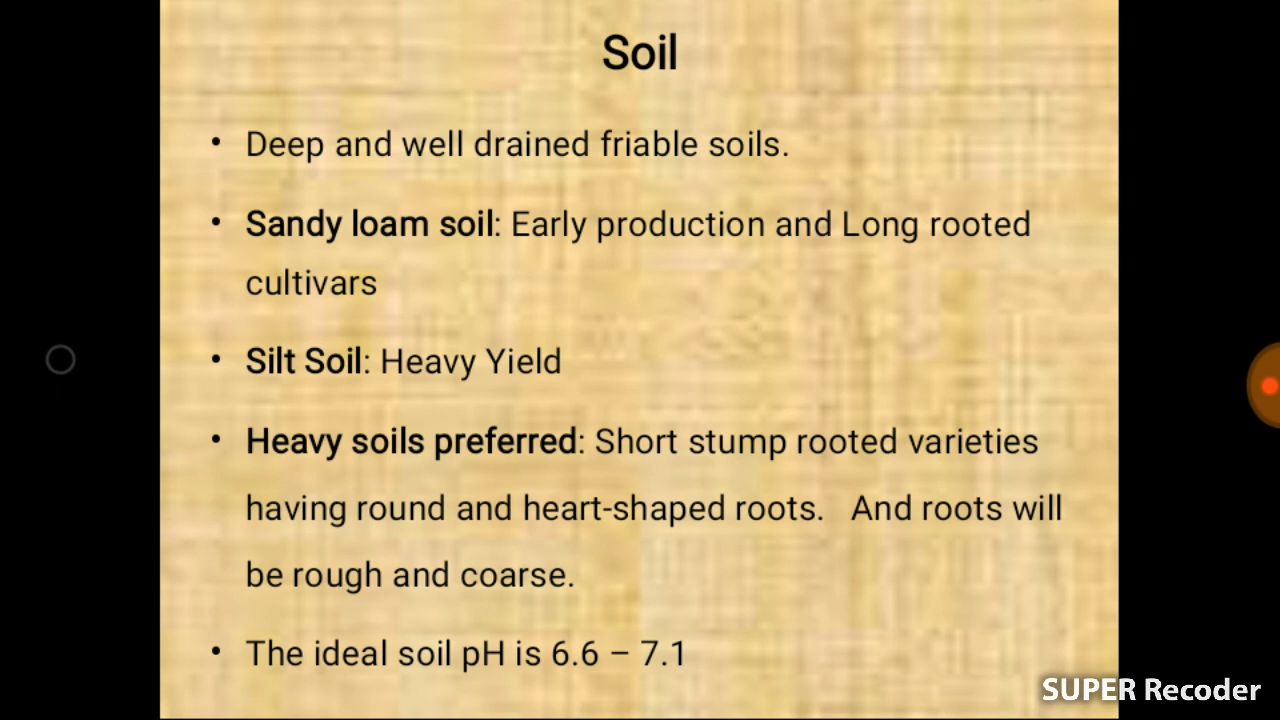 Soil
• Deep and well drained friable soils.
• Sandy loam soil: Early production and Long rooted
cultivars
• Silt Soil: Heavy Yield
• Heavy soils preferred: Short stump rooted varieties
having round and heart-shaped roots. And roots will
be rough and coarse.
• The ideal soil pH is 6.6 – 7.1
SUPER Recoder